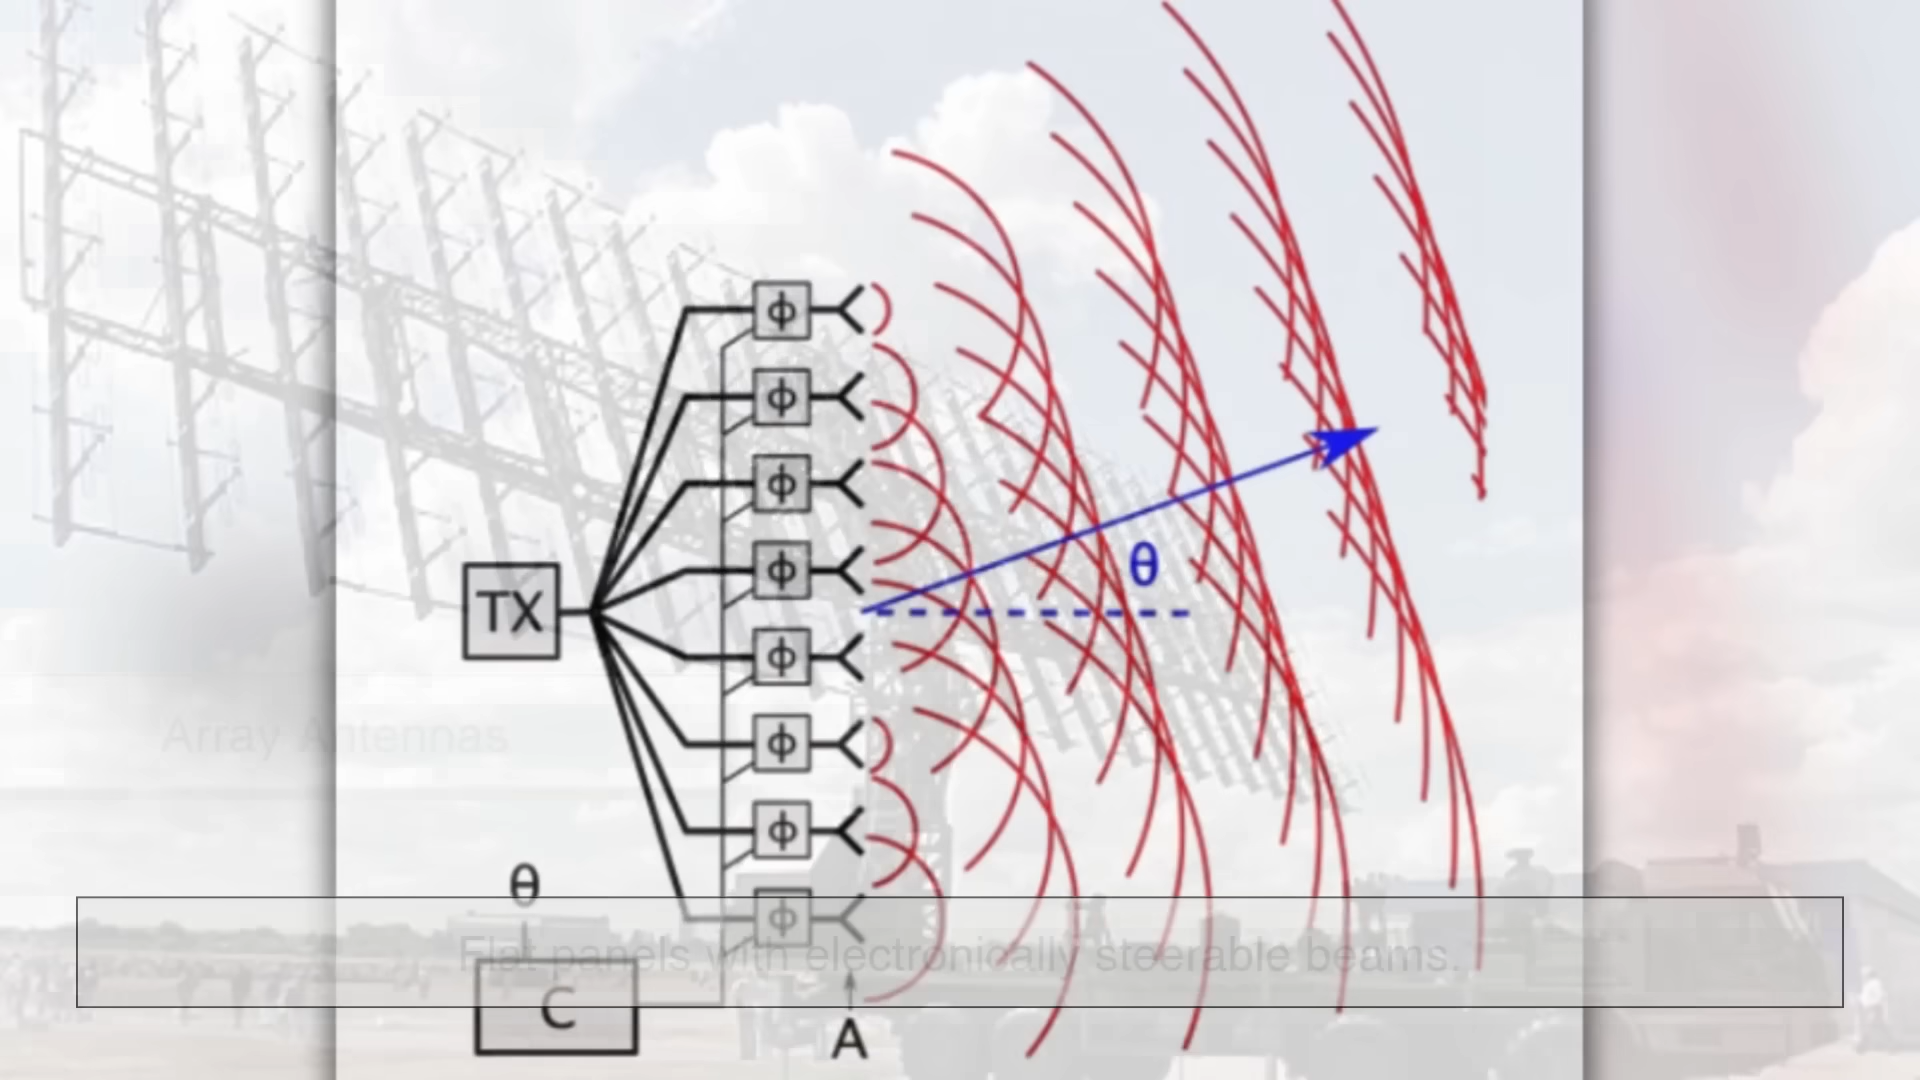 ϕ
ϕ
ϕ
ϕ
θ
TX
ϕ
Array Antennas
ϕ
ϕ
θ
ϕ
Flat panels with electronically steerable beams.
C
A